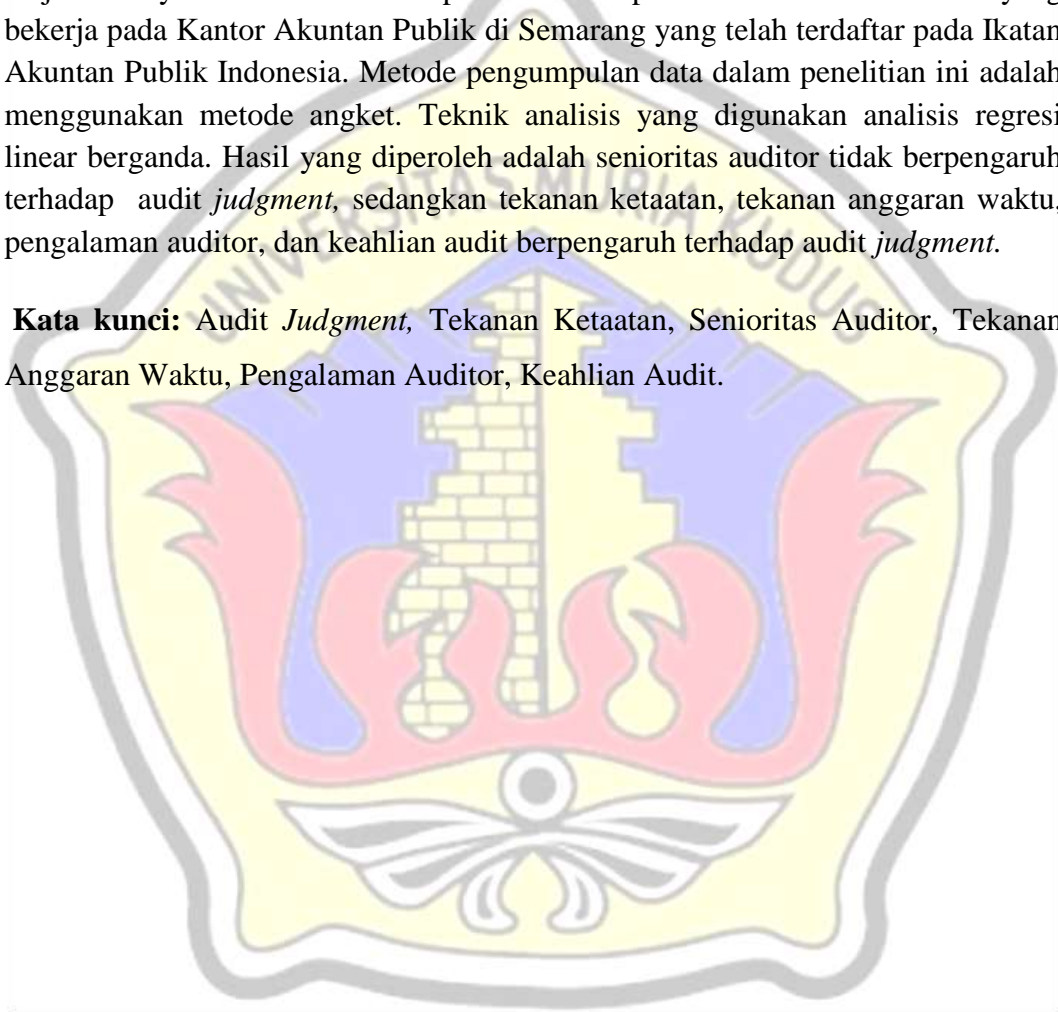 bekerja pada Kantor Akuntan Publik di Semarang yang telah terdaftar pada Ikatan
Akuntan Publik Indonesia. Metode pengumpulan data dalam penelitian ini adalah
menggunakan metode angket. Teknik analisis yang digunakan analisis regresi
linear berganda. Hasil yang diperoleh adalah senioritas auditor tidak berpengaruh
terhadap audit judgment, sedangkan tekanan ketaatan, tekanan anggaran waktu,
pengalaman auditor, dan keahlian audit berpengaruh terhadap audit judgment.
Kata kunci: Audit Judgment, Tekanan Ketaatan, Senioritas Auditor, Tekanan
Anggaran Waktu, Pengalaman Auditor, Keahlian Audit.
UNIVERSITAS MURIA KUDUS